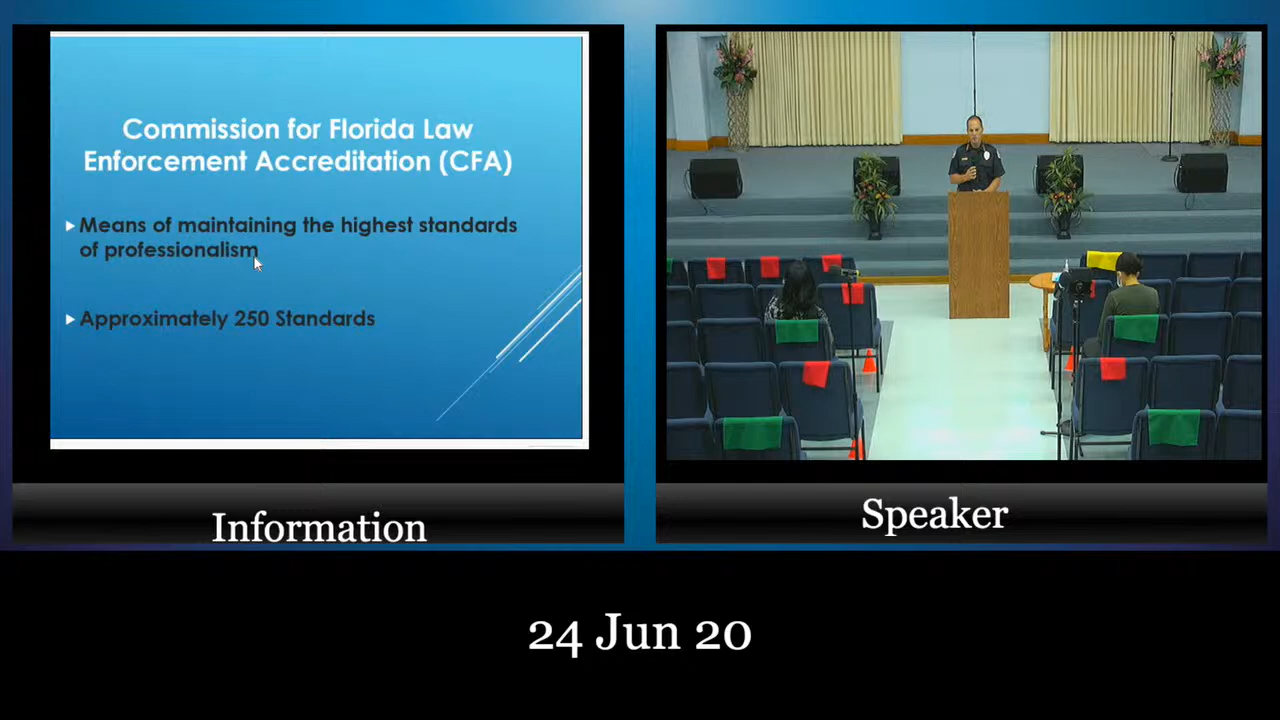 Commission for Florida Law
Enforcement Accreditation (CFA)
Means of maintaining the highest standards
of professionalism
Approximately 250 Standards
Information
Speaker
24 Jun 20